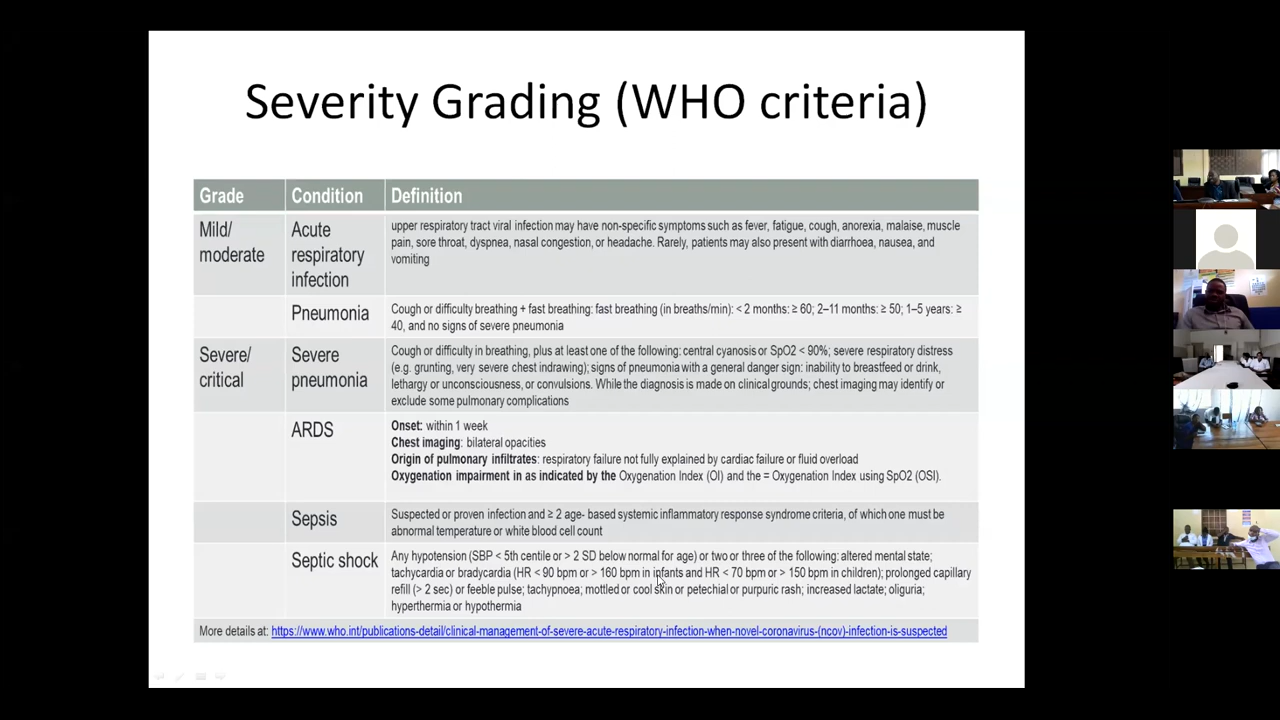 Severity Grading (WHO criteria)
Grade
Condition
Definition
Mild/
moderate
Acute
respiratory
infection
upper respiratory tract viral infection may have non-specific symptoms such as fever, fatigue, cough, anorexia, malaise, muscle
pain, sore throat, dyspnea, nasal congestion, or headache. Rarely, patients may also present with diarrhoea, nausea, and
vomiting
Pneumonia
Cough or difficulty breathing + fast breathing: fast breathing (in breaths/min): < 2 months: ≥ 60; 2–11 months: ≥ 50; 1–5 years: ≥
40, and no signs of severe pneumonia
Severe/
critical
Severe
pneumonia
Cough or difficulty in breathing, plus at least one of the following: central cyanosis or SpO2 < 90%; severe respiratory distress
(e.g. grunting, very severe chest indrawing); signs of pneumonia with a general danger sign: inability to breastfeed or drink,
lethargy or unconsciousness, or convulsions. While the diagnosis is made on clinical grounds; chest imaging may identify or
exclude some pulmonary complications
ARDS
Onset: within 1 week
Chest imaging: bilateral opacities
Origin of pulmonary infiltrates: respiratory failure not fully explained by cardiac failure or fluid overload
Oxygenation impairment in as indicated by the Oxygenation Index (OI) and the = Oxygenation Index using SpO2 (OSI).
Sepsis
Suspected or proven infection and ≥ 2 age- based systemic inflammatory response syndrome criteria, of which one must be
abnormal temperature or white blood cell count
Septic shock
Any hypotension (SBP < 5th centile or > 2 SD below normal for age) or two or three of the following: altered mental state;
tachycardia or bradycardia (HR < 90 bpm or > 160 bpm in infants and HR < 70 bpm or > 150 bpm in children); prolonged capillary
refill (> 2 sec) or feeble pulse; tachypnoea; mottled or cool skin or petechial or purpuric rash; increased lactate; oliguria;
hyperthermia or hypothermia
More details at: https://www.who.int/publications-detail/clinical-management-of-severe-acute-respiratory-infection-when-novel-coronavirus-(ncov)-infection-is-suspected